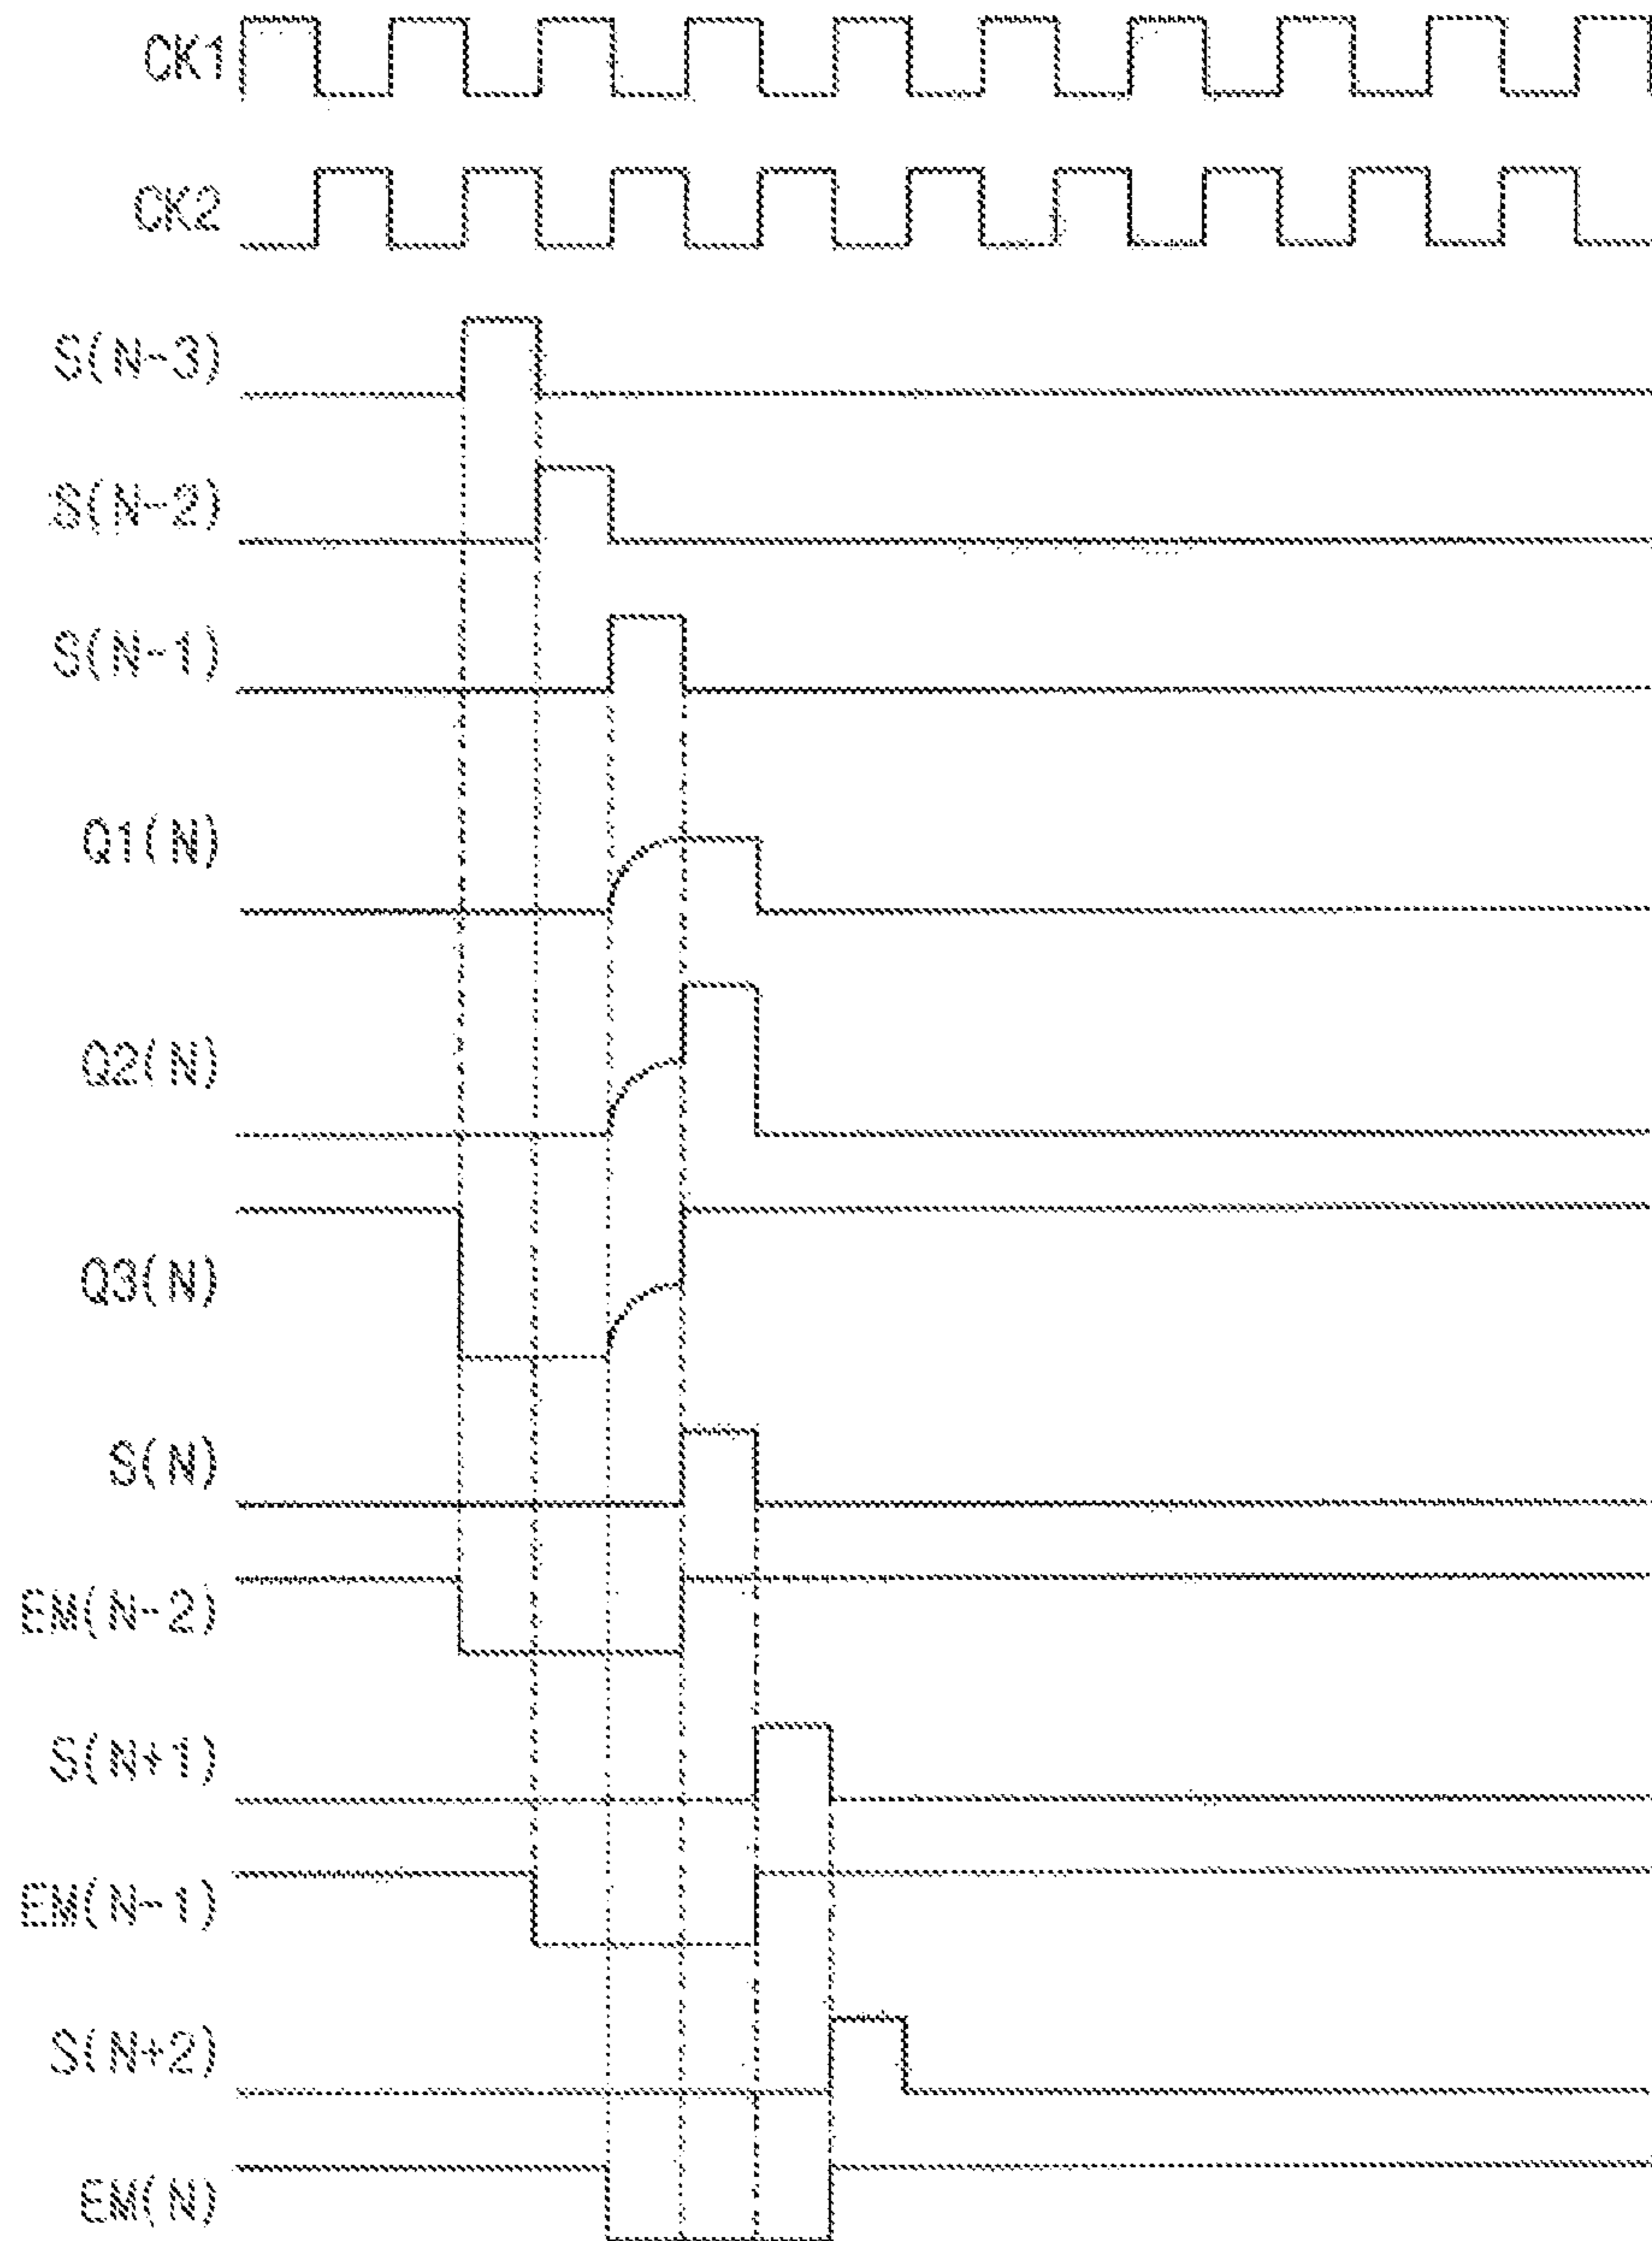 CK1
CK2
S(N-3)
S(N-2)
S(N-1)
Q1(N)
Q2(N)
Q3(N)
S(N)
EM(N-2)
S(N+1)
EM(N-1)
S(N+2)
EM(N)